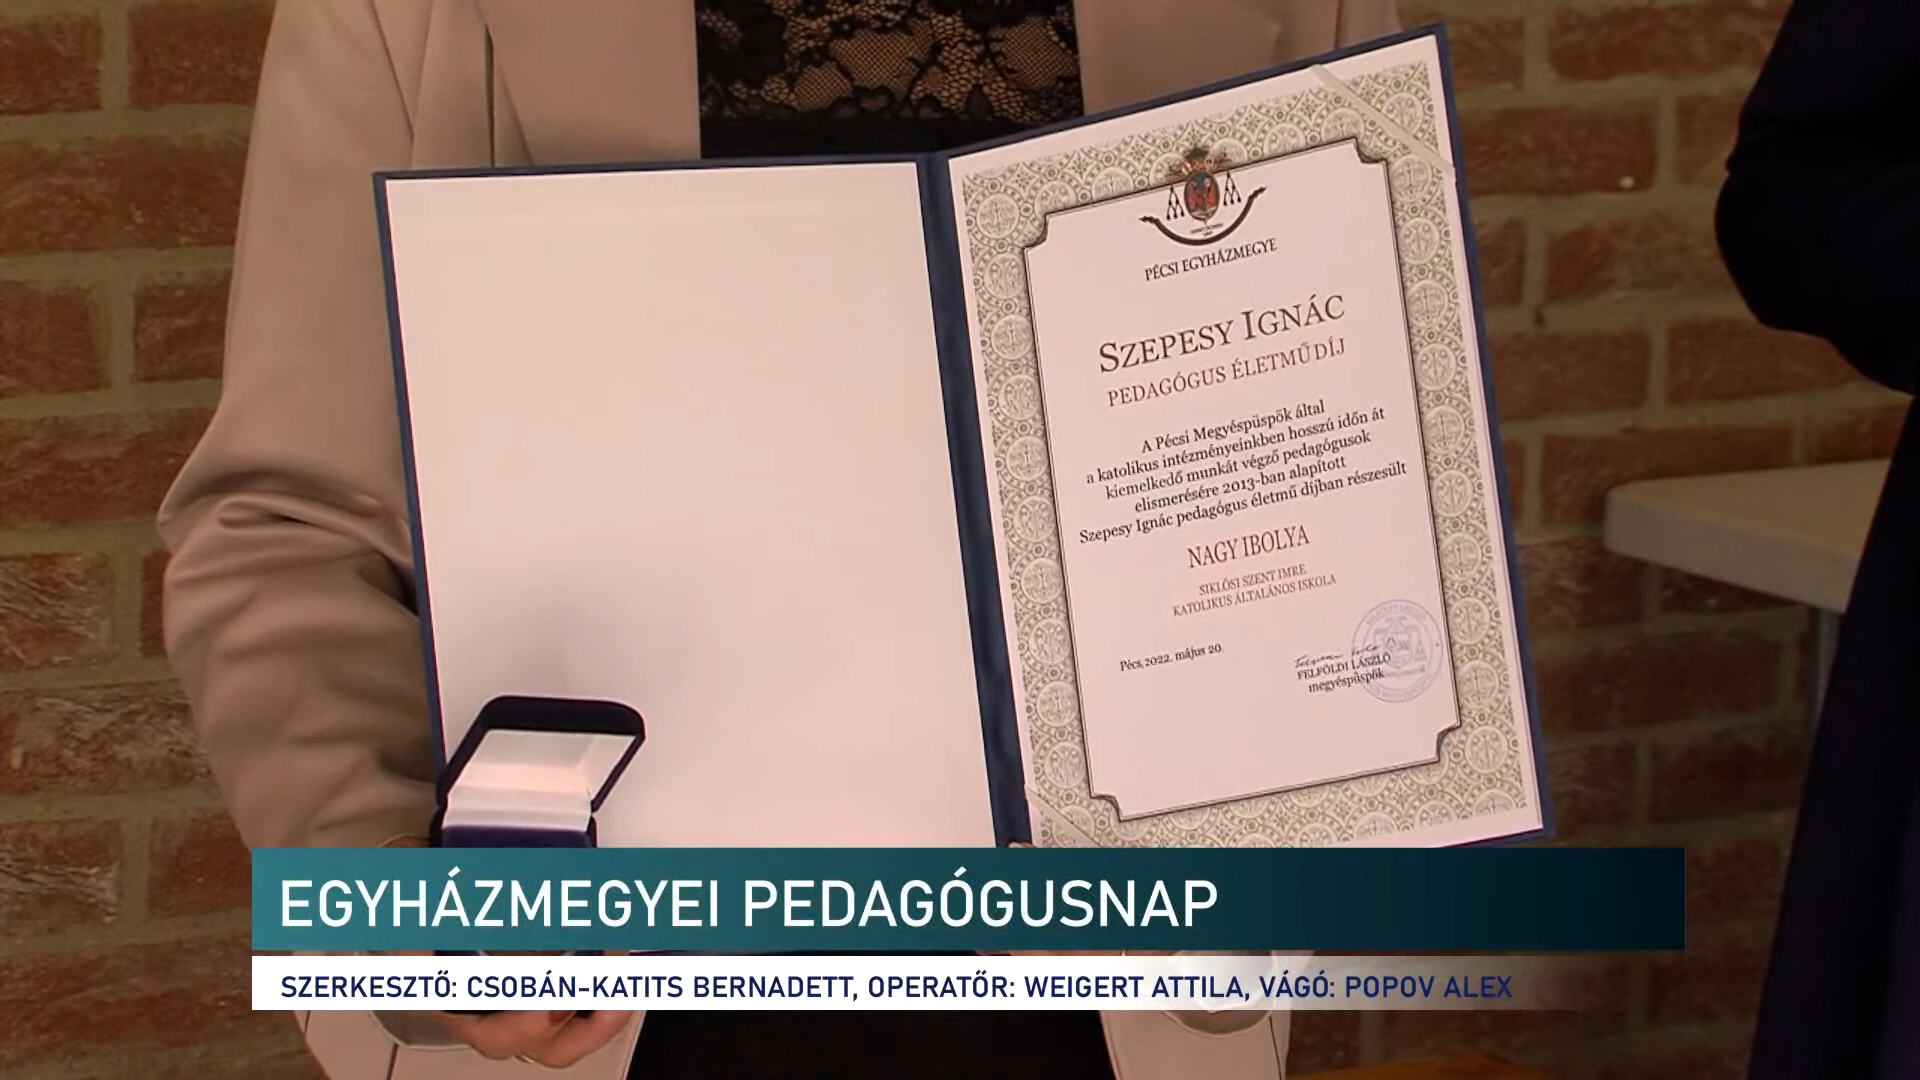 PÉCSI EGYHÁZMEGYE
SZEPESY IGNÁC
PEDAGÓGUS ÉLETMŰ DÍJ
A Pécsi Megyéspüspök által
a katolikus intézményeinkben hosszú időn át
kiemelkedő munkát végző pedagógusok
elismerésére 2013-ban alapított
Szepesy Ignác pedagógus életmű díjban részesült
NAGY IBOLYA
SIKLÓSI SZENT IMRE
KATOLIKUS ÁLTALÁNOS ISKOLA
Pécs, 2022. május 20.
FELFÖLDI LÁSZLÓ
megyéspüspök
EGYHÁZMEGYEI PEDAGÓGUSNAP
SZERKESZTŐ: CSOBÁN-KATITS BERNADETT, OPERATŐR: WEIGERT ATTILA, VÁGÓ: POPOV ALEX